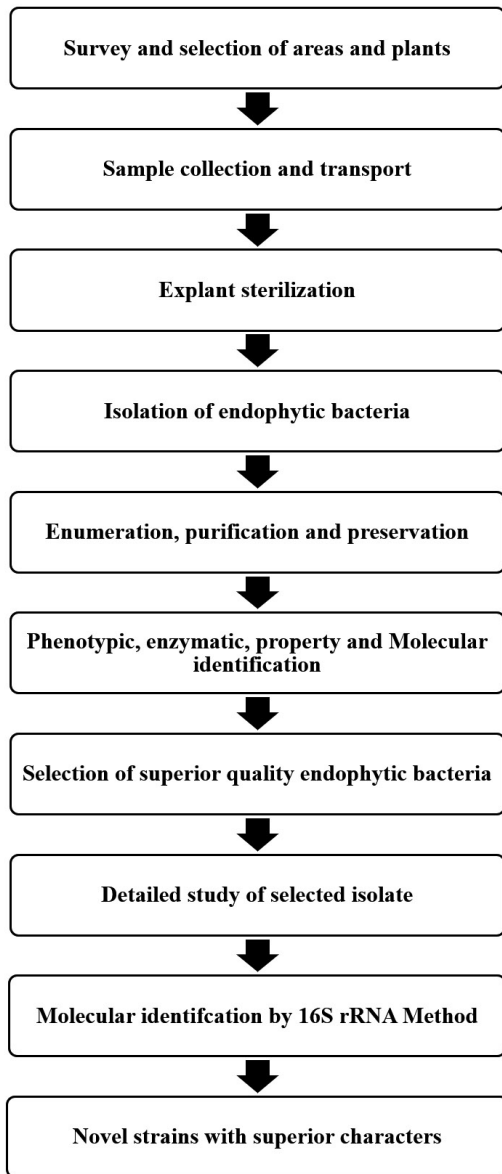 Survey and selection of areas and plants
Sample collection and transport
Explant sterilization
Isolation of endophytic bacteria
Enumeration, purification and preservation
Phenotypic, enzymatic, property and Molecular
identification
Selection of superior quality endophytic bacteria
Detailed study of selected isolate
Molecular identifcation by 16S rRNA Method
Novel strains with superior characters